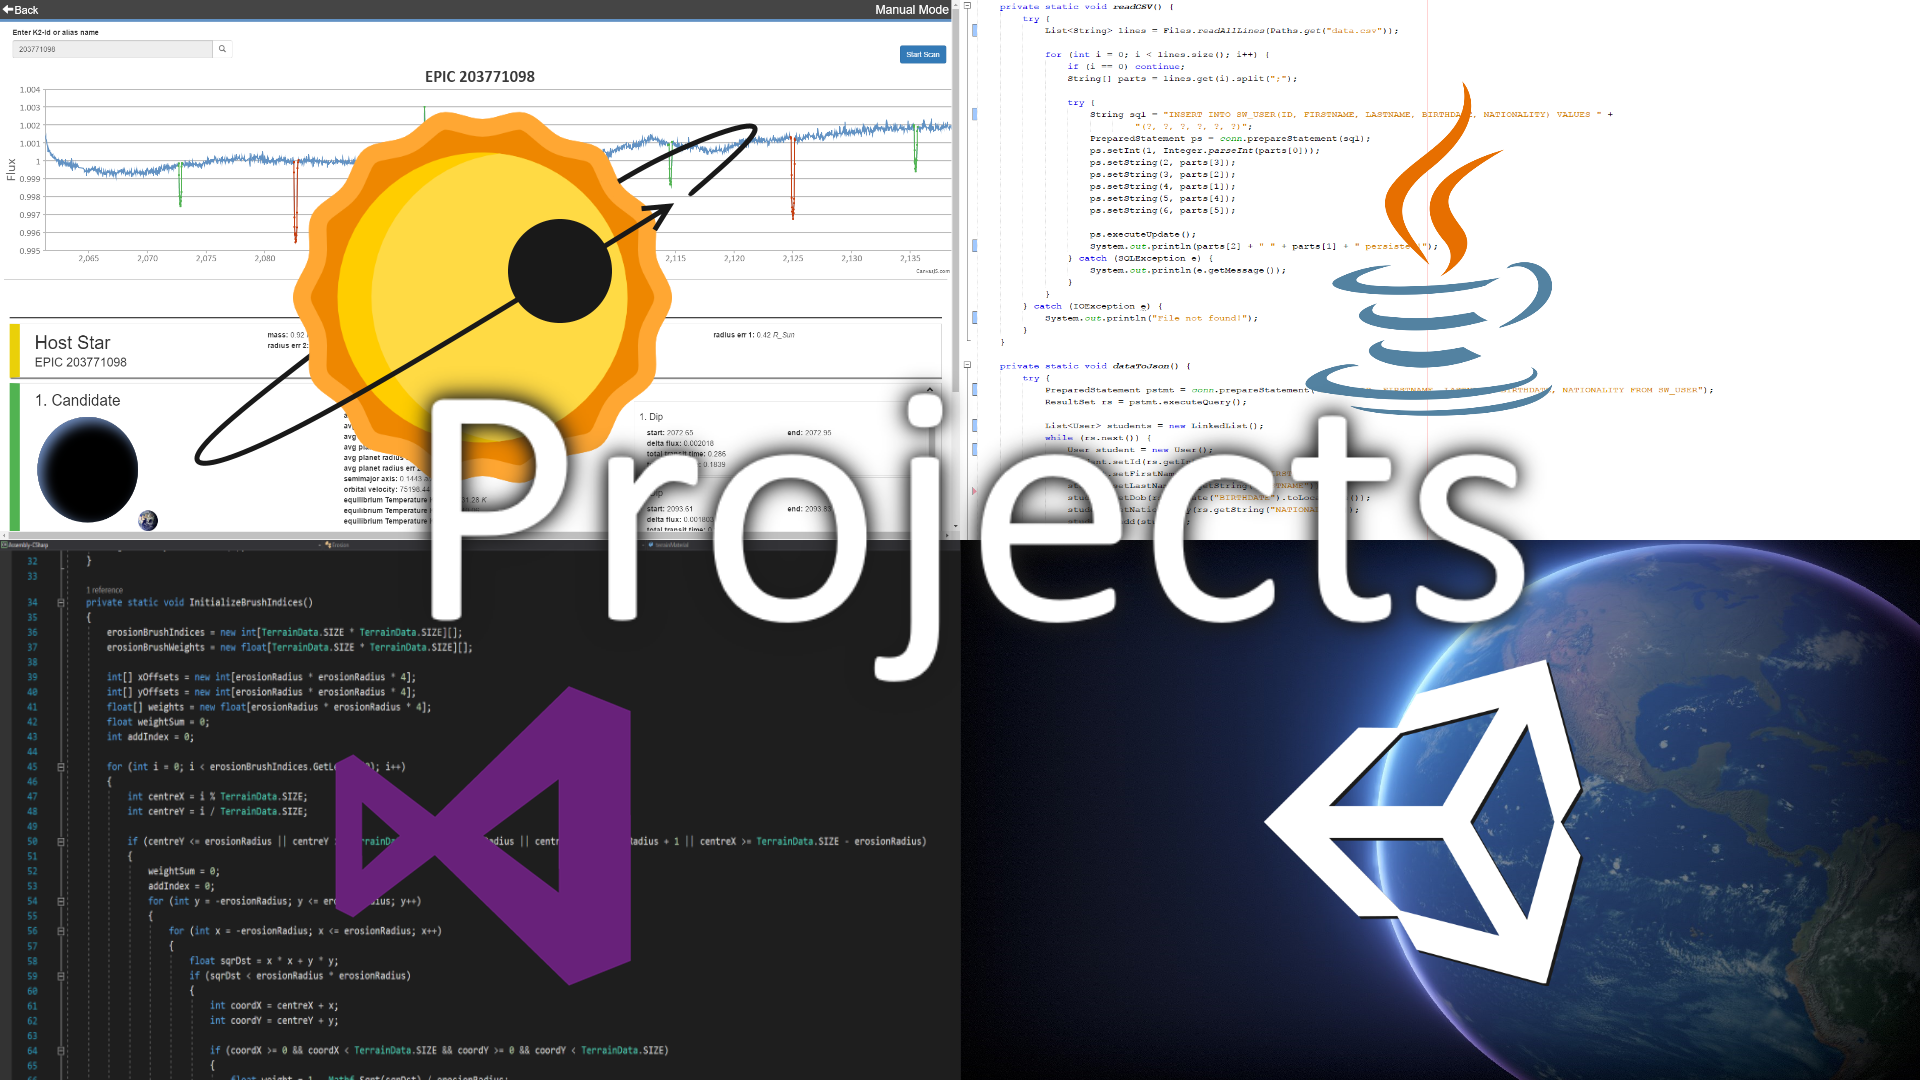 Back
Manual Mode
Enter K2-Id or alias name
203771098
Start Scan
EPIC 203771098
1.004
1.003
1.002
1.001
1
0.999
0.998
0.997
0.996
0.995
Flux
2,065 2,070 2,075 2,080 2,115 2,120 2,125 2,130 2,135
CanvasJS.com
Host Star
EPIC 203771098
mass: 0.92
radius err 2:
radius err 1: 0.42 R_Sun
1. Candidate
avg planet radius
avg planet radius err
semimajor axis: 0.1443
orbital velocity: 75198.44
equilibrium Temperature
equilibrium Temperature
equilibrium Temperature
1. Dip
start: 2072.65 end: 2072.95
delta flux: 0.002018
total transit time: 0.286
0.1839
Dip
start: 2093.61 end: 2093.83
delta flux: 0.001803
total transit time:
private static void readCSV() {
try {
List<String> lines = Files.readAllLines(Paths.get("data.csv"));
for (int i = 0; i < lines.size(); i++) {
if (i == 0) continue;
String[] parts = lines.get(i).split(";");
try {
String sql = "INSERT INTO SW_USER(ID, FIRSTNAME, LASTNAME, BIRTHDATE, NATIONALITY) VALUES " +
"(?, ?, ?, ?, ?, ?)";
PreparedStatement ps = conn.prepareStatement(sql);
ps.setInt(1, Integer.parseInt(parts[0]));
ps.setString(2, parts[3]);
ps.setString(3, parts[2]);
ps.setString(4, parts[1]);
ps.setString(5, parts[4]);
ps.setString(6, parts[5]);
ps.executeUpdate();
System.out.println(parts[2] + " " + parts[1] + " persiste
} catch (SQLException e) {
System.out.println(e.getMessage());
}
}
} catch (IOException e) {
System.out.println("File not found!");
}
}
private static void dataToJson() {
try {
PreparedStatement pstmt = conn.prepareStatement( FIRSTNAME, NATIONALITY FROM SW_USER");
ResultSet rs = pstmt.executeQuery();
List<User> students = new LinkedList();
while (rs.next()) {
User student = new User();
Projects
Assembly-CSharp
32 }
33
1 reference
34 private static void InitializeBrushIndices()
35 {
36 erosionBrushIndices = new int[TerrainData.SIZE * TerrainData.SIZE][];
37 erosionBrushWeights = new float[TerrainData.SIZE * TerrainData.SIZE][];
38
39 int[] xOffsets = new int[erosionRadius * erosionRadius * 4];
40 int[] yOffsets = new int[erosionRadius * erosionRadius * 4];
41 float[] weights = new float[erosionRadius * erosionRadius * 4];
42 float weightSum = 0;
43 int addIndex = 0;
44
45 for (int i = 0; i < erosionBrushIndices.GetL ); i++)
46 {
47 int centreX = i % TerrainData.SIZE;
48 int centreY = i / TerrainData.SIZE;
49
50 if (centreY <= erosionRadius || centreY || centr adius + 1 || centreX >= TerrainData.SIZE - erosionRadius)
51 {
52 weightSum = 0;
53 addIndex = 0;
54 for (int y = -erosionRadius; y <= ero dius; y++)
55 {
56 for (int x = -erosionRadius; x <= erosionRadius; x++)
57 {
58 float sqrDst = x * x + y * y;
59 if (sqrDst < erosionRadius * erosionRadius)
60 {
61 int coordX = centreX + x;
62 int coordY = centreY + y;
63
64 if (coordX >= 0 && coordX < TerrainData.SIZE && coordY >= 0 && coordY < TerrainData.SIZE)
65 {